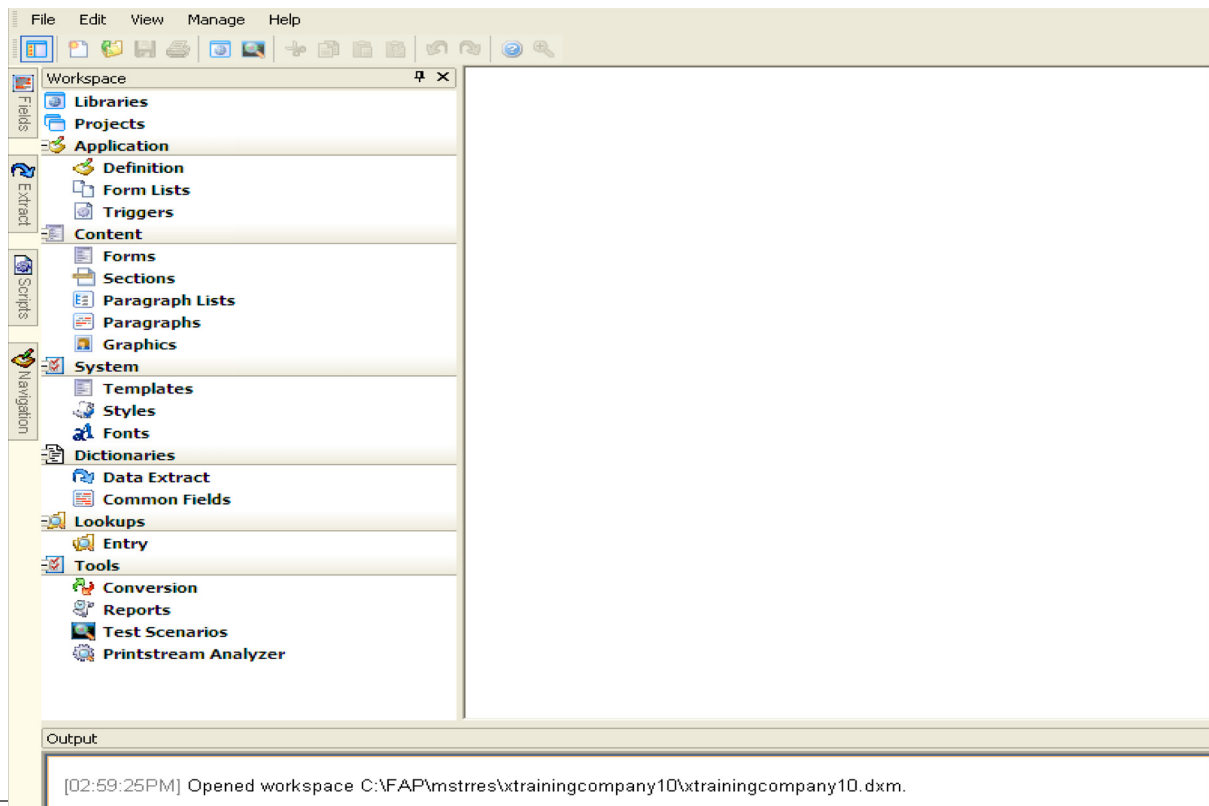 File Edit View Manage Help
Workspace
Fields
Extract
Scripts
Navigation
Libraries
Projects
Application
Definition
Form Lists
Triggers
Content
Forms
Sections
Paragraph Lists
Paragraphs
Graphics
System
Templates
Styles
Fonts
Dictionaries
Data Extract
Common Fields
Lookups
Entry
Tools
Conversion
Reports
Test Scenarios
Printstream Analyzer
Output
[02:59:25PM] Opened workspace C:\FAP\mstrres\xtrainingcompany10\xtrainingcompany10.dxm.